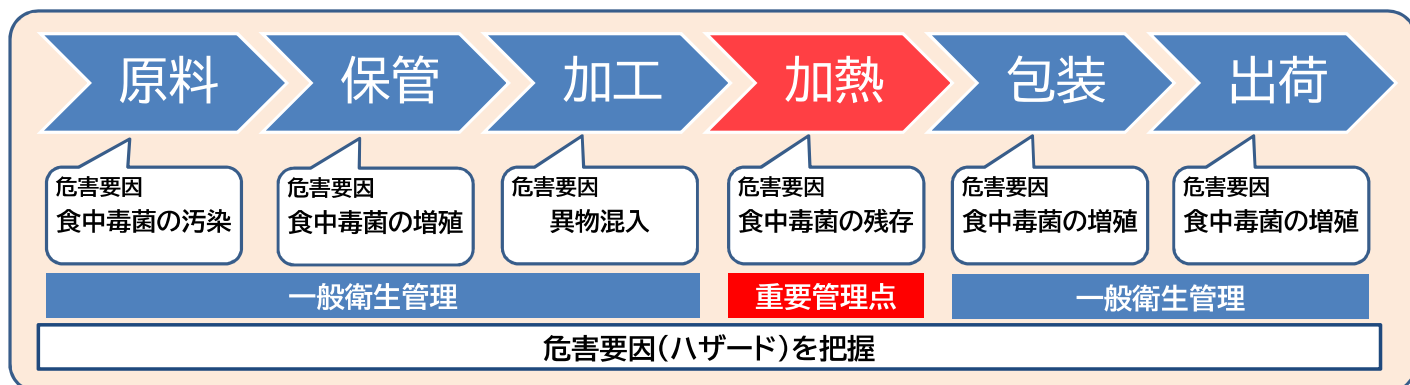 原料
保管
加工
加熱
包装
出荷
危害要因
食中毒菌の汚染
危害要因
食中毒菌の増殖
危害要因
異物混入
危害要因
食中毒菌の残存
危害要因
食中毒菌の増殖
危害要因
食中毒菌の増殖
一般衛生管理
重要管理点
一般衛生管理
危害要因(ハザード)を把握